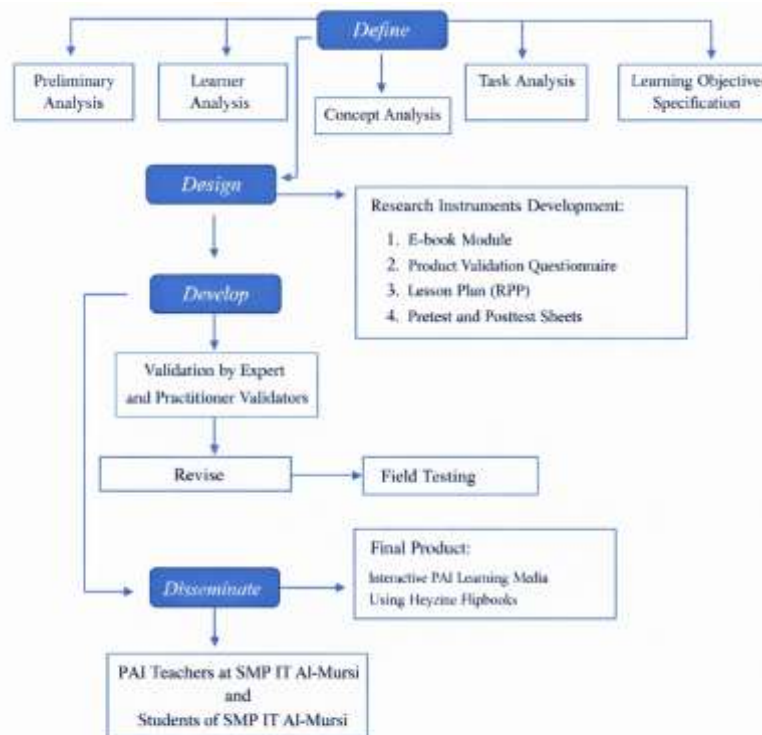 Define
Preliminary
Analysis
Learner
Analysis
Concept Analysis
Task Analysis
Learning Objective
Specification
Design
Research Instruments Development:
1. E-book Module
2. Product Validation Questionnaire
3. Lesson Plan (RPP)
4. Pretest and Posttest Sheets
Develop
Validation by Expert
and Practitioner Validators
Revise
Field Testing
Disseminate
Final Product:
Interactive PAI Learning Media
Using Heyzine Flipbooks
PAI Teachers at SMP IT Al-Mursi
and
Students of SMP IT Al-Mursi